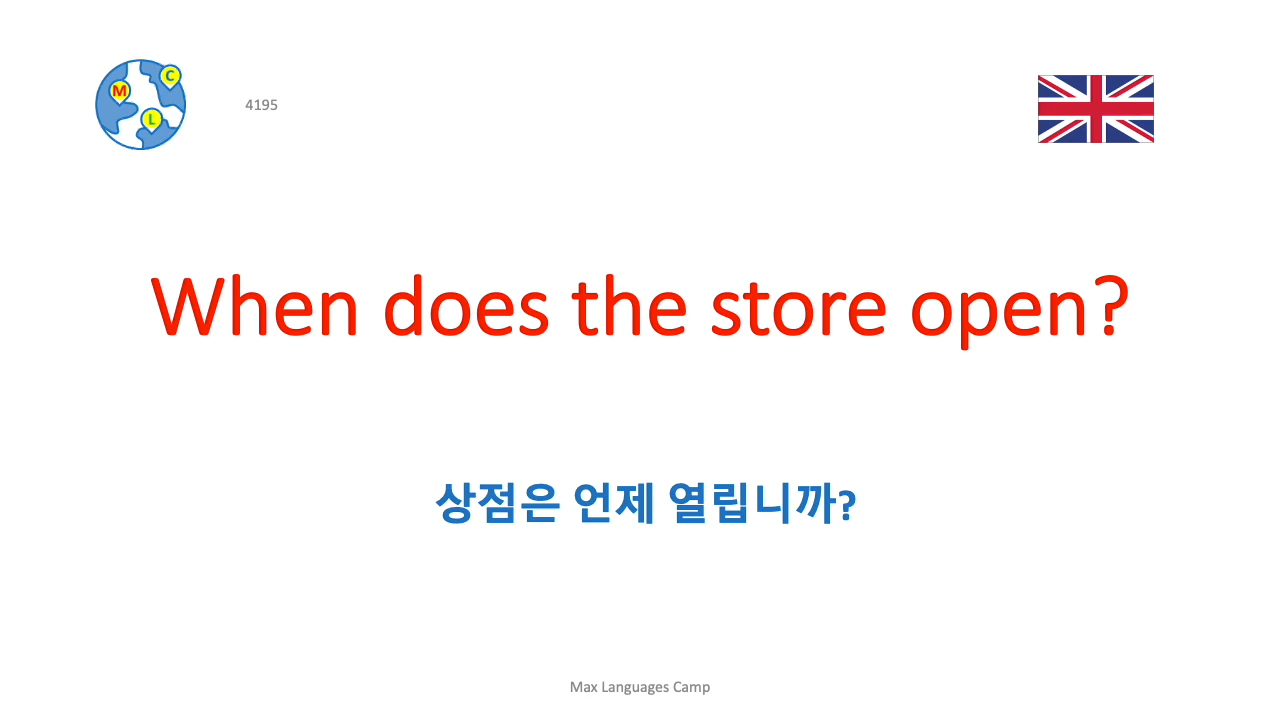 M
C
L
4195
When does the store open?
상점은 언제 열립니까?
Max Languages Camp